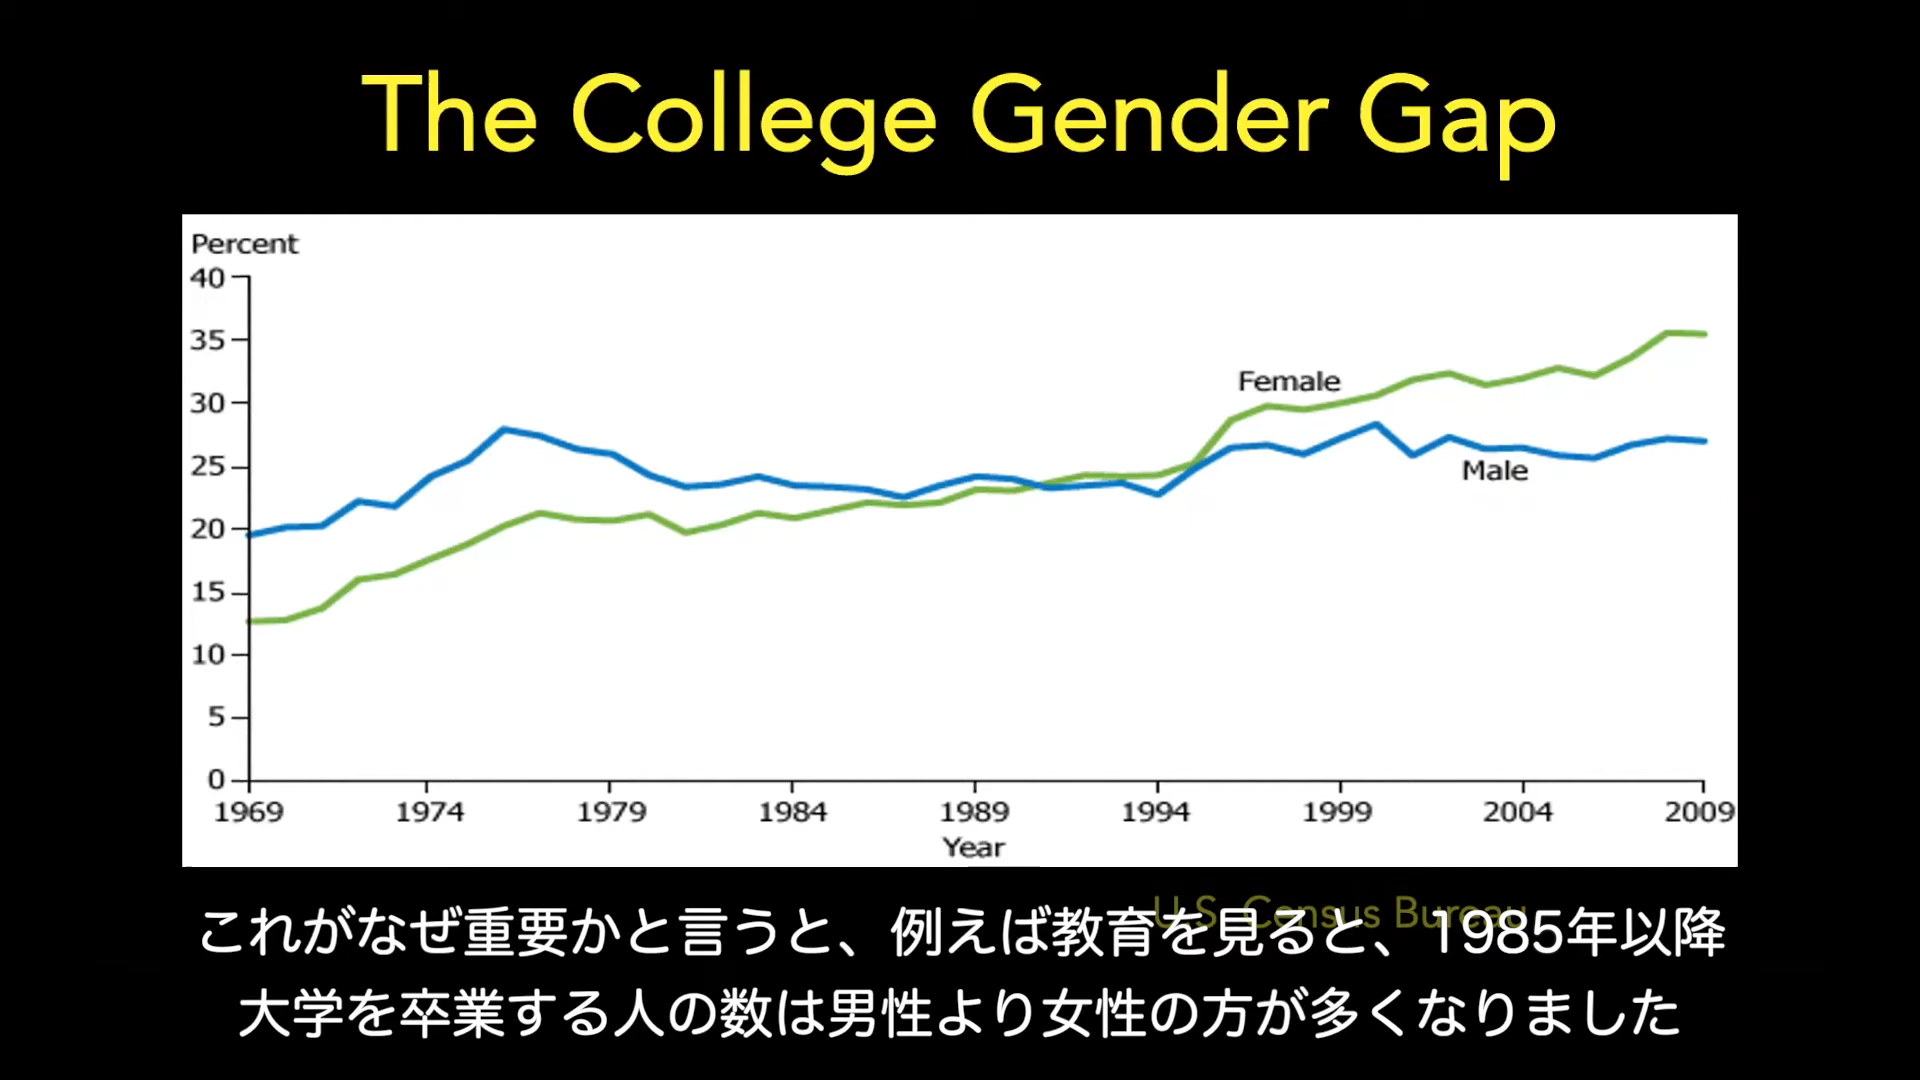 The College Gender Gap
Percent
40
35
30
25
20
15
10
5
0
Female
Male
1969 1974 1979 1984 1989 1994 1999 2004 2009
Year
U.S. Census Bureau
これがなぜ重要かと言うと、例えば教育を見ると、1985年以降
大学を卒業する人の数は男性より女性の方が多くなりました